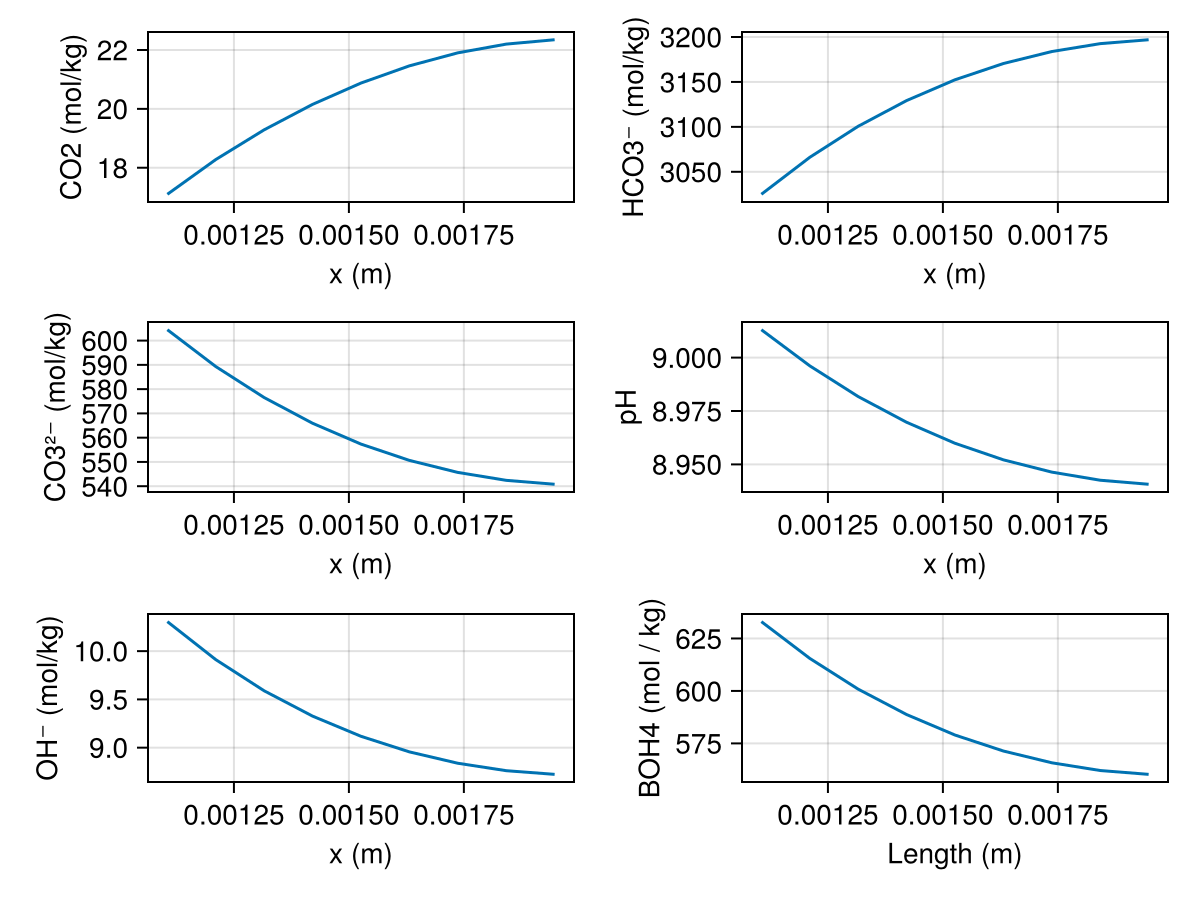 CO2 (mol/kg)
22
20
18
0.00125 0.00150 0.00175
x (m)
HCO3⁻ (mol/kg)
3200
3150
3100
3050
0.00125 0.00150 0.00175
x (m)
CO3²⁻ (mol/kg)
600
590
580
570
560
550
540
0.00125 0.00150 0.00175
x (m)
pH
9.000
8.975
8.950
0.00125 0.00150 0.00175
x (m)
OH⁻ (mol/kg)
10.0
9.5
9.0
0.00125 0.00150 0.00175
x (m)
BOH4 (mol / kg)
625
600
575
0.00125 0.00150 0.00175
Length (m)